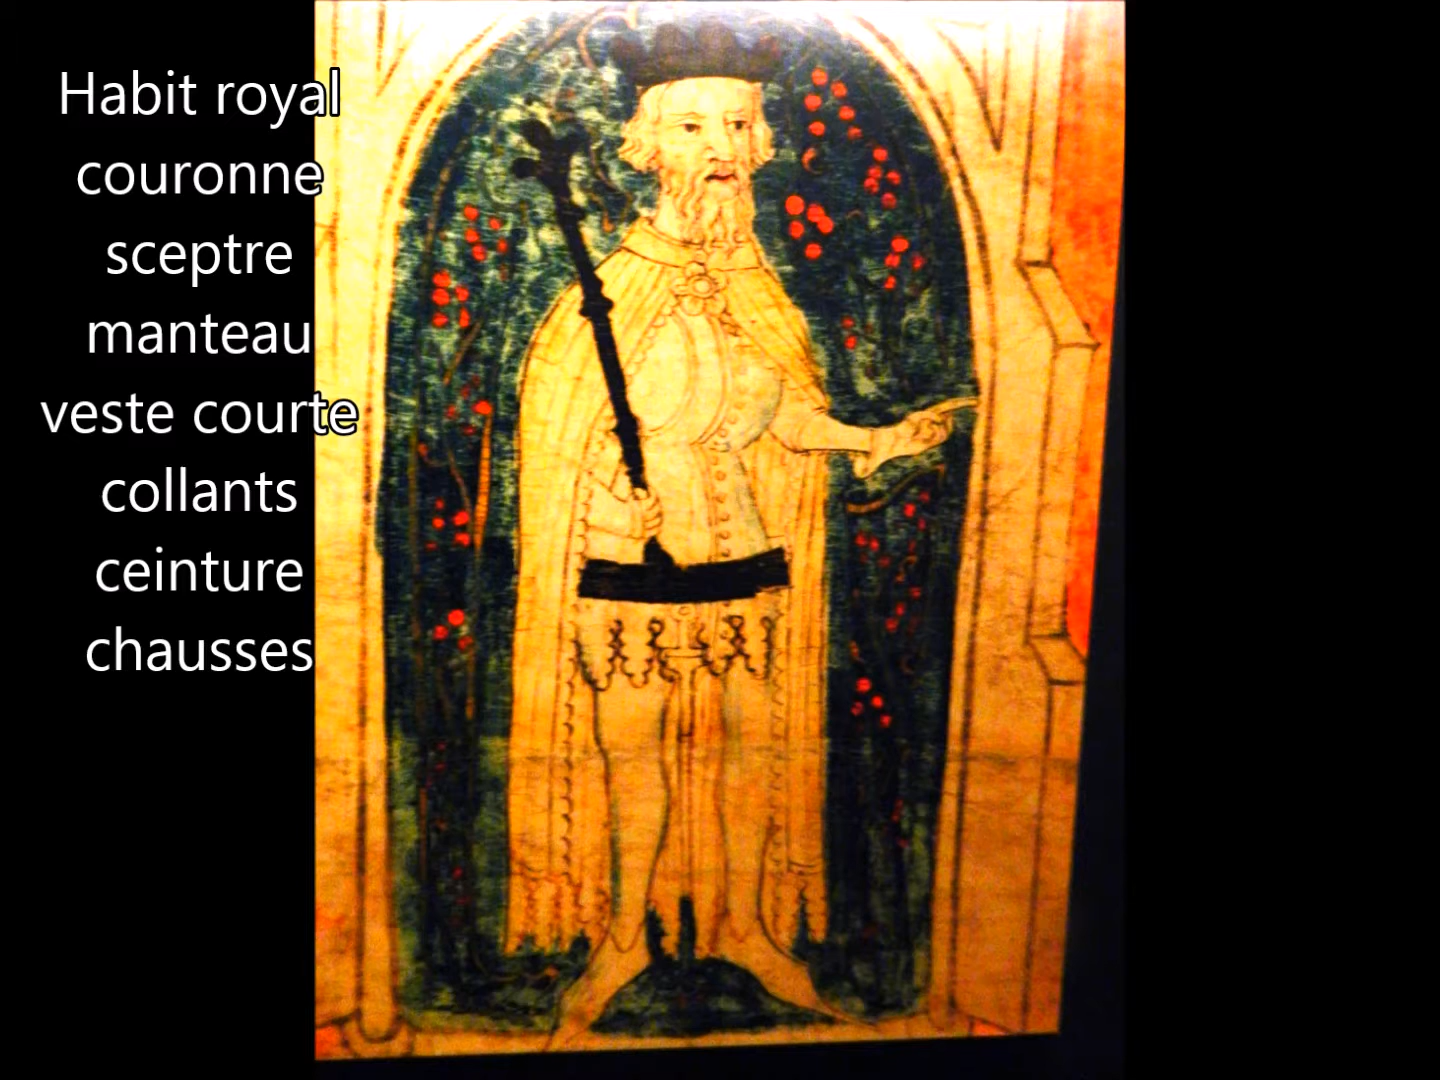 Habit royal
couronne
sceptre
manteau
veste courte
collants
ceinture
chausses